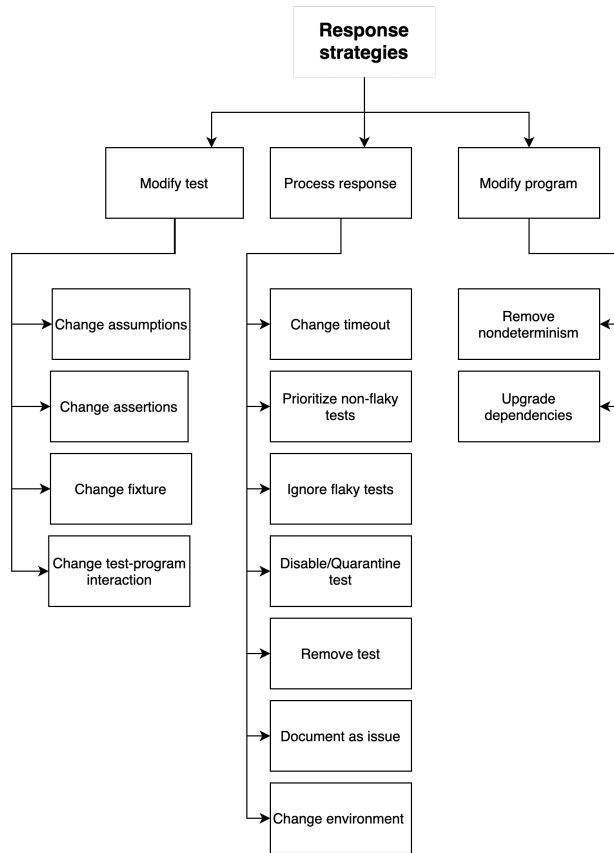 Response
strategies
Modify test
Process response
Modify program
Change assumptions
Change assertions
Change fixture
Change test-program
interaction
Change timeout
Prioritize non-flaky
tests
Ignore flaky tests
Disable/Quarantine
test
Remove test
Document as issue
Change environment
Remove
nondeterminism
Upgrade
dependencies